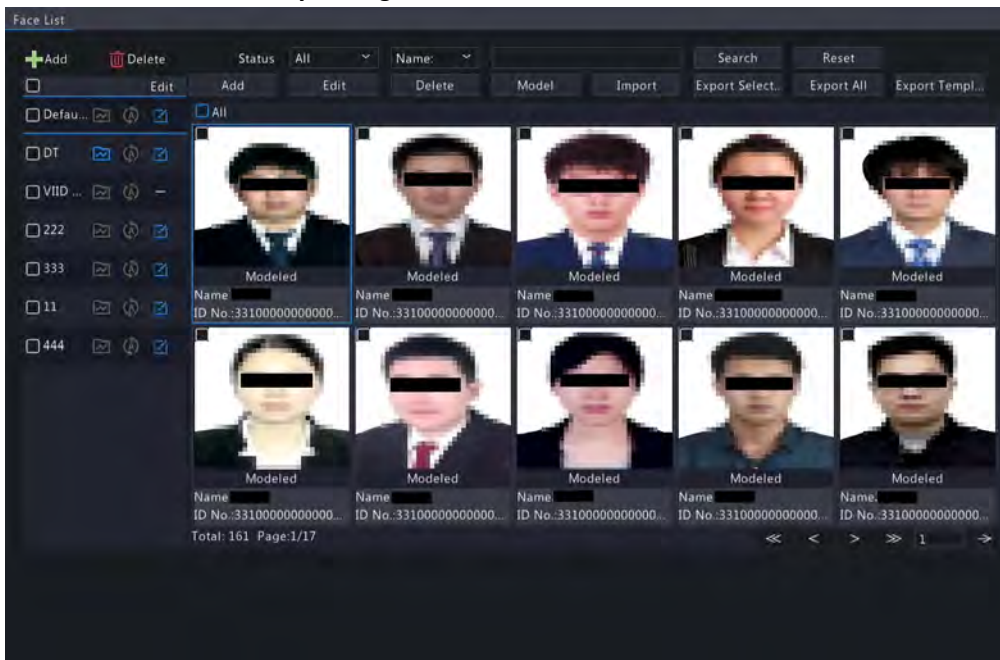 Face List
Add Delete Status All Name: Search Reset
Edit Add Edit Delete Model Import Export Select.. Export All Export Templ...
Defau... All
DT
VIID ...
222
333
11
444
Modeled Modeled Modeled Modeled Modeled
Name Name Name Name Name
ID No.:33100000000000... ID No.:33100000000000... ID No.:33100000000000... ID No.:33100000000000... ID No.:33100000000000...
Modeled Modeled Modeled Modeled Modeled
Name Name Name Name Name.
ID No.:33100000000000... ID No.:33100000000000... ID No.:33100000000000... ID No.:33100000000000... ID No.:33100000000000...
Total: 161 Page:1/17 ≪ < > ≫ 1 →